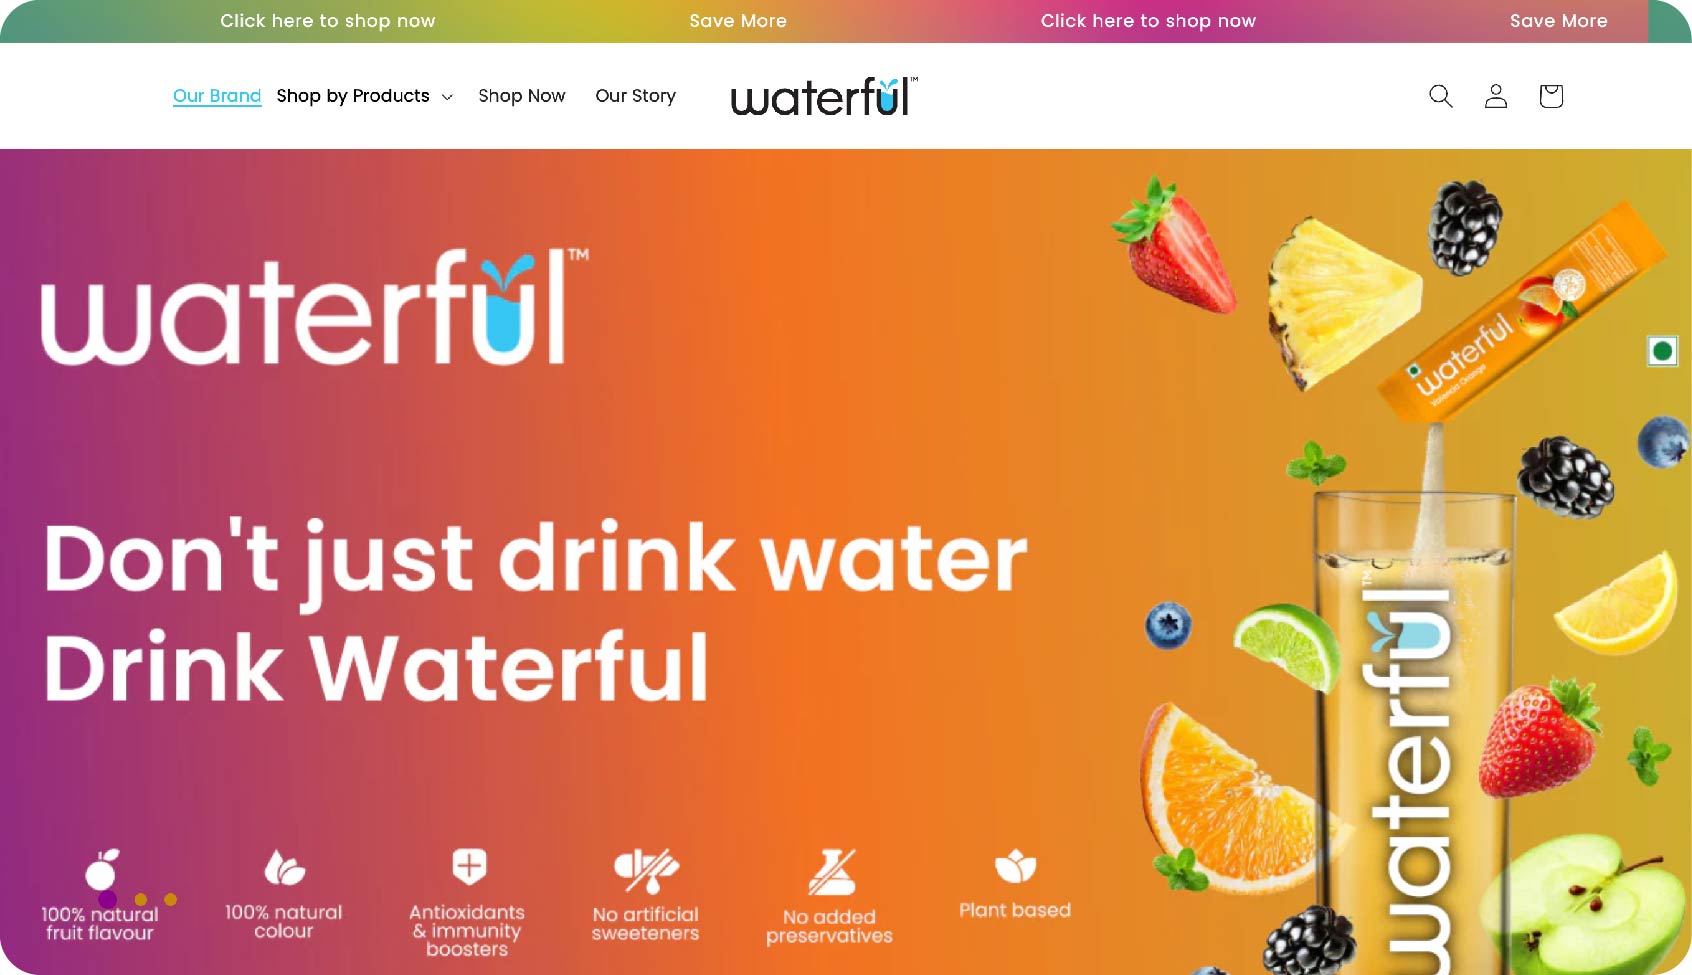 Click here to shop now Save More Click here to shop now Save More
Our Brand Shop by Products Shop Now Our Story
waterful™
waterful™
Don't just drink water
Drink Waterful
100% natural
fruit flavour
100% natural
colour
Antioxidants
& immunity
boosters
No artificial
sweeteners
No added
preservatives
Plant based
waterful
Valencia Orange
waterful™